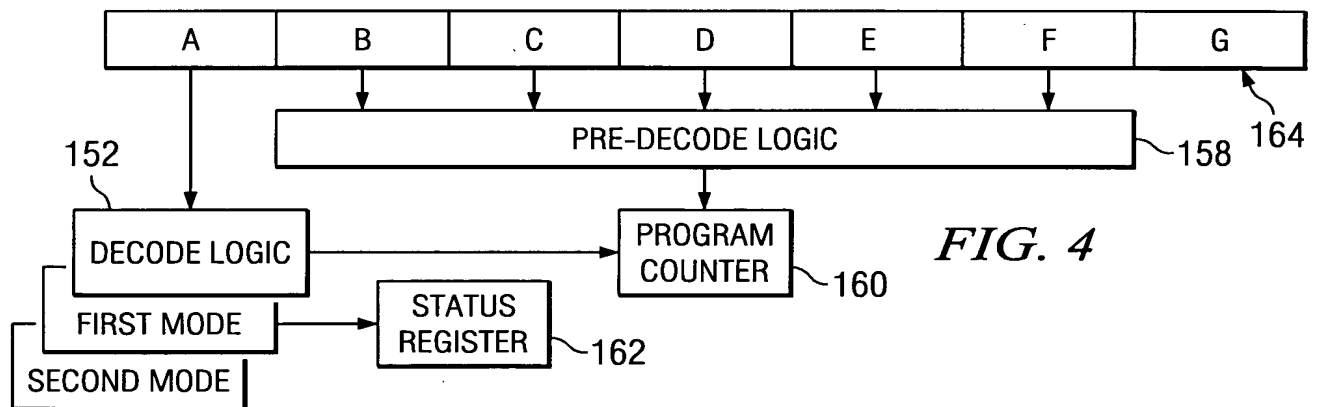 A B C D E F G
PRE-DECODE LOGIC
158
164
152
DECODE LOGIC
PROGRAM
COUNTER
160
FIG. 4
FIRST MODE
STATUS
REGISTER
162
SECOND MODE